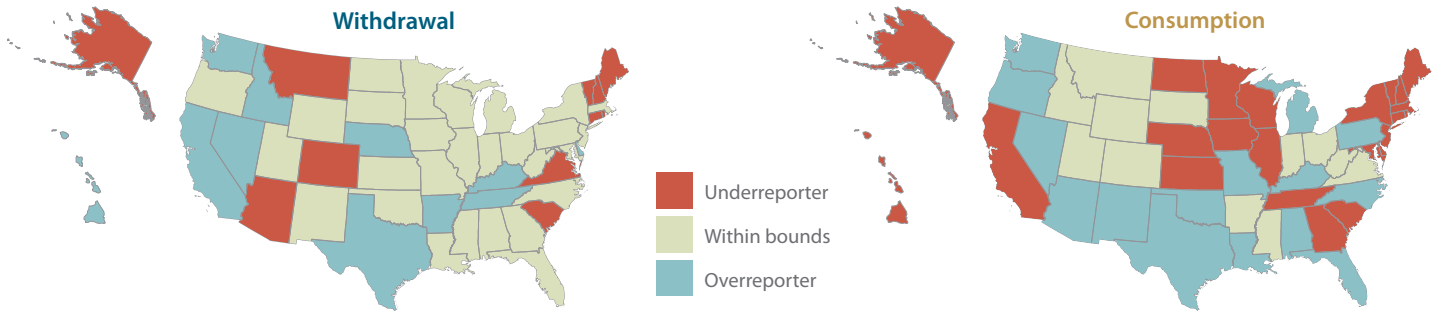 Withdrawal
Consumption
Underreporter
Within bounds
Overreporter